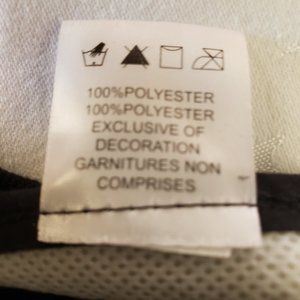 100%POLYESTER
100%POLYESTER
EXCLUSIVE OF
DECORATION
GARNITURES NON
COMPRISES